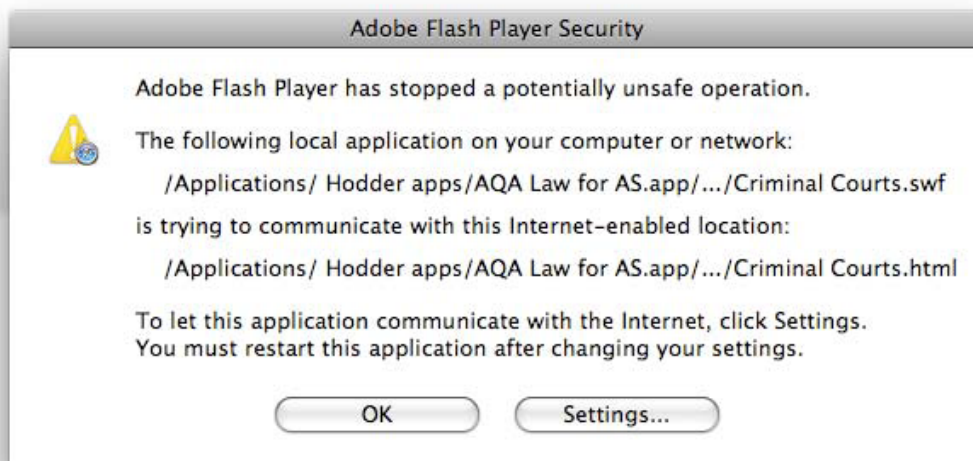 Adobe Flash Player Security
Adobe Flash Player has stopped a potentially unsafe operation.
The following local application on your computer or network:
/Applications/ Hodder apps/AQA Law for AS.app/.../Criminal Courts.swf
is trying to communicate with this Internet-enabled location:
/Applications/ Hodder apps/AQA Law for AS.app/.../Criminal Courts.html
To let this application communicate with the Internet, click Settings.
You must restart this application after changing your settings.
OK
Settings...